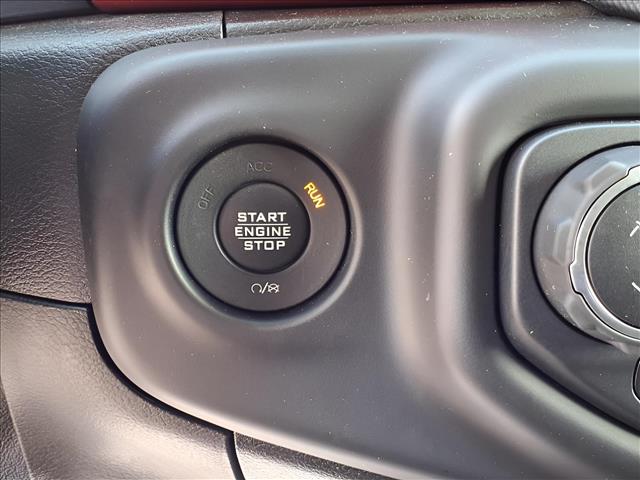 OFF
ACC
RUN
START
ENGINE
STOP